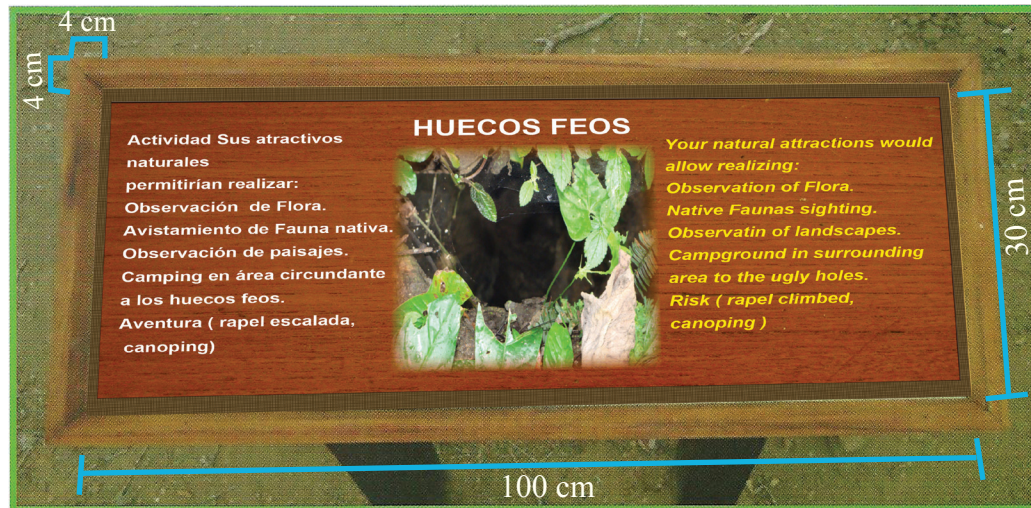 4 cm
4 cm
HUECOS FEOS
Actividad Sus atractivos
naturales
permitirían realizar:
Observación de Flora.
Avistamiento de Fauna nativa.
Observación de paisajes.
Camping en área circundante
a los huecos feos.
Aventura ( rapel escalada,
canoping)
Your natural attractions would
allow realizing:
Observation of Flora.
Native Faunas sighting.
Observatin of landscapes.
Campground in surrounding
area to the ugly holes.
Risk ( rapel climbed,
canoping )
30 cm
100 cm